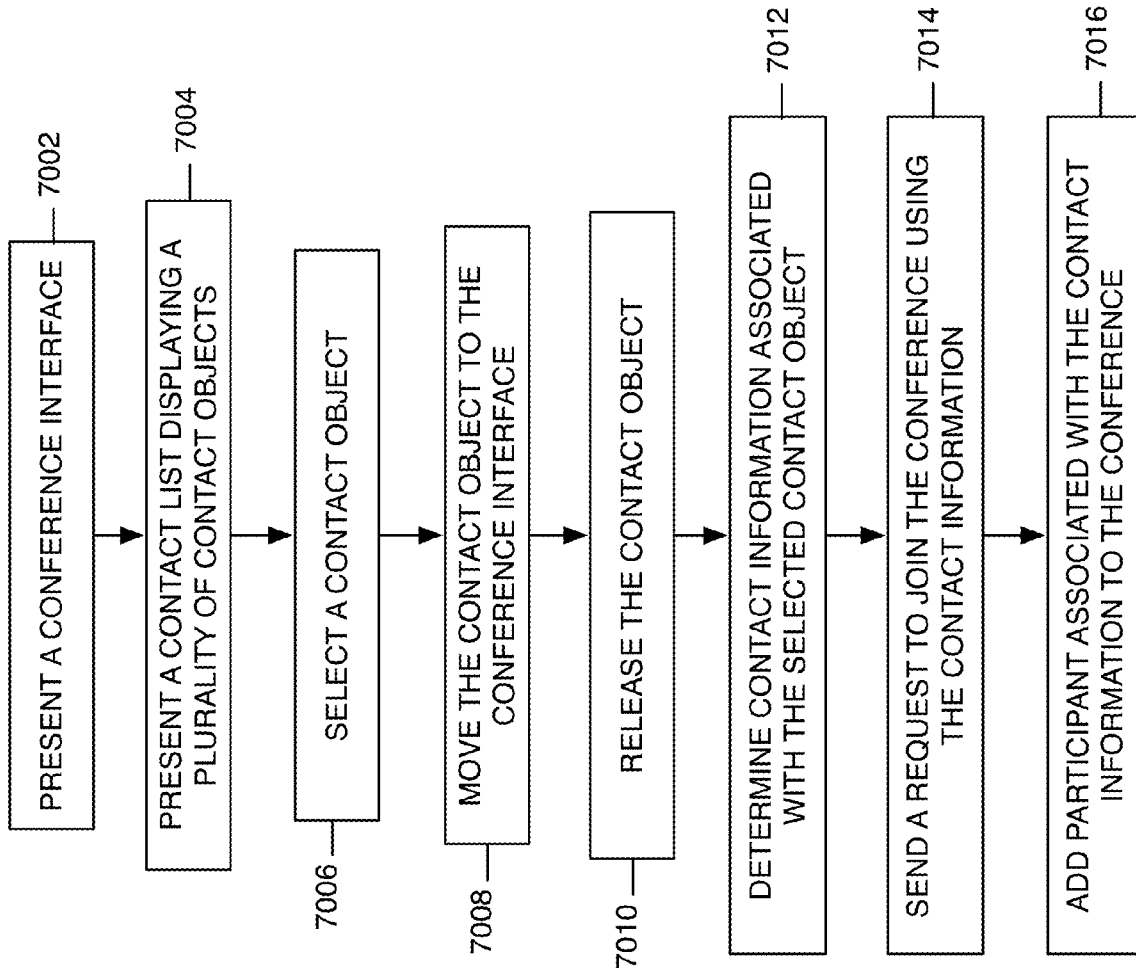 PRESENT A CONFERENCE INTERFACE
7002
PRESENT A CONTACT LIST DISPLAYING A
PLURALITY OF CONTACT OBJECTS
7004
SELECT A CONTACT OBJECT
7006
MOVE THE CONTACT OBJECT TO THE
CONFERENCE INTERFACE
7008
RELEASE THE CONTACT OBJECT
7010
DETERMINE CONTACT INFORMATION ASSOCIATED
WITH THE SELECTED CONTACT OBJECT
7012
SEND A REQUEST TO JOIN THE CONFERENCE USING
THE CONTACT INFORMATION
7014
ADD PARTICIPANT ASSOCIATED WITH THE CONTACT
INFORMATION TO THE CONFERENCE
7016